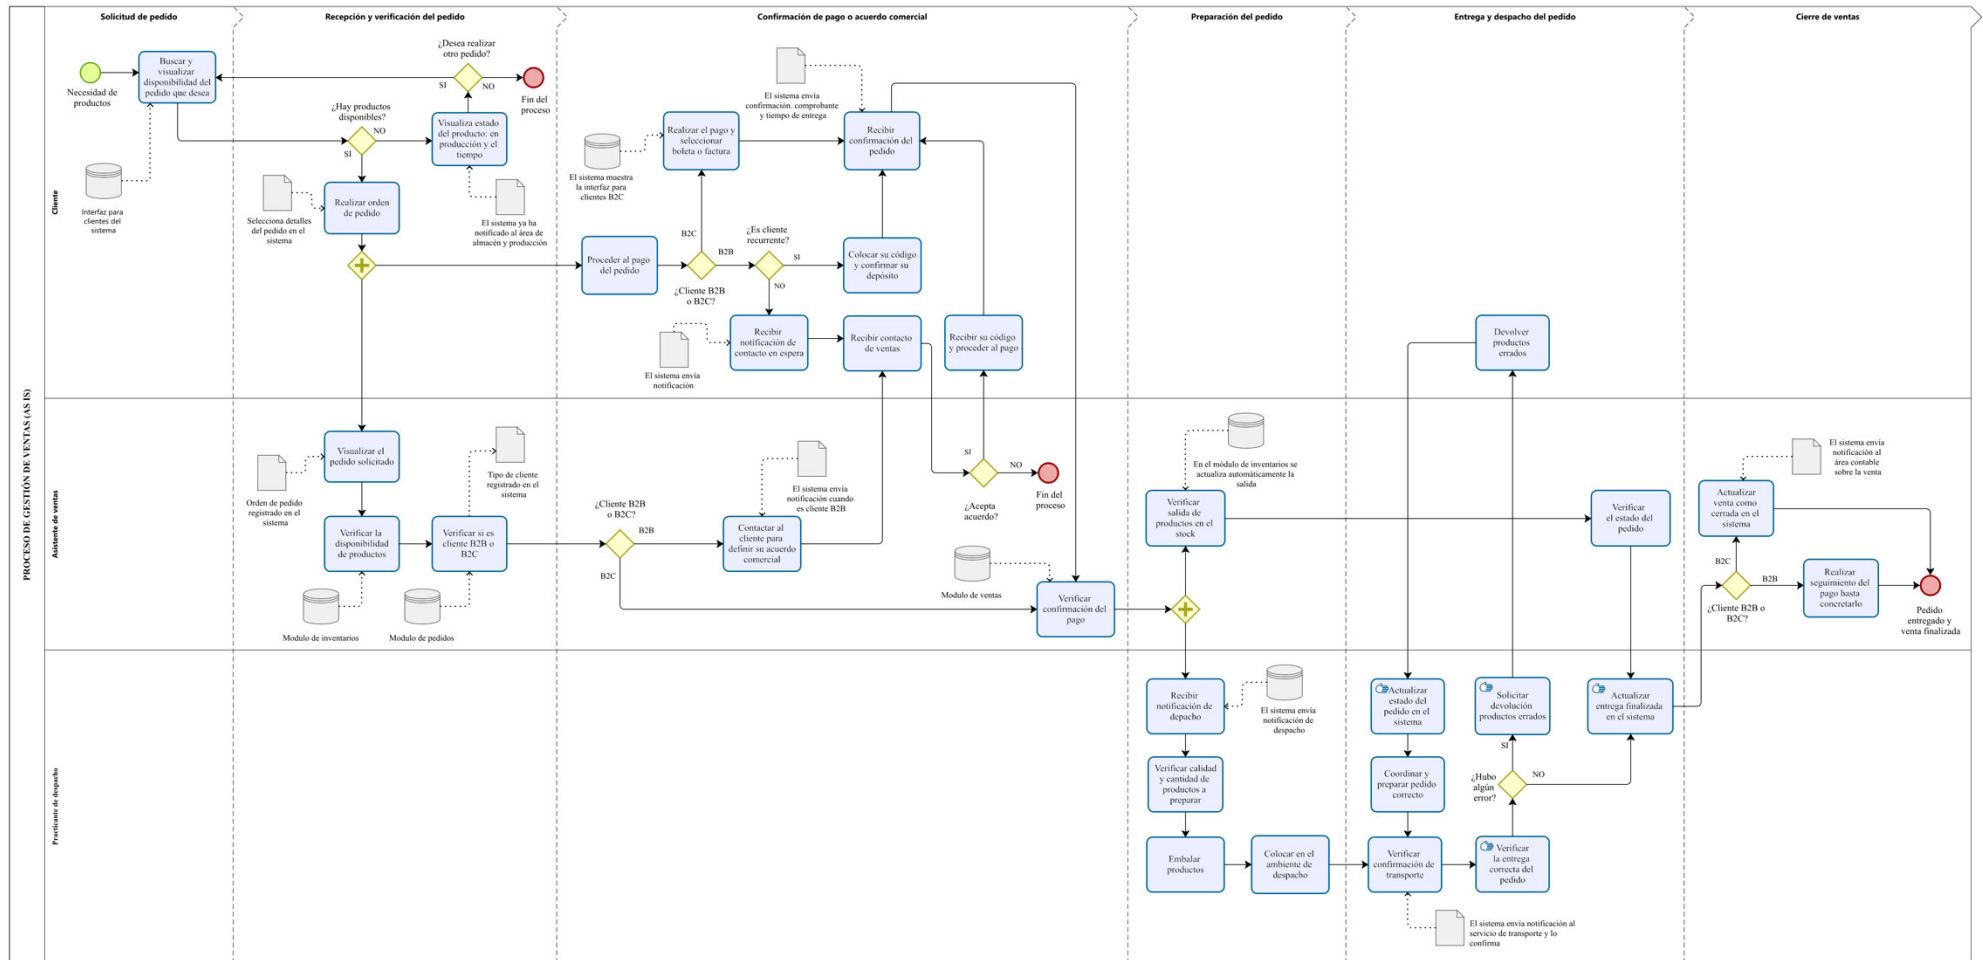 Solicitud de pedido
Recepción y verificación del pedido
Confirmación de pago o acuerdo comercial
Preparación del pedido
Entrega y despacho del pedido
Cierre de ventas
PROCESO DE GESTIÓN DE VENTAS (AS IS)
Cliente
Necesidad de
productos
Buscar y
visualizar
disponibilidad del
pedido que desea
Interfaz para
clientes del
sistema
¿Desea realizar
otro pedido?
SI
NO
Fin del
proceso
¿Hay productos
disponibles?
NO
SI
Visualiza estado
del producto: en
producción y el
tiempo
El sistema ya ha
notificado al área de
almacén y producción
Realizar orden
de pedido
Selecciona detalles
del pedido en el
sistema
Proceder al pago
del pedido
¿Cliente B2B
o B2C?
B2C
B2B
Realizar el pago y
seleccionar
boleta o factura
El sistema muestra
la interfaz para
clientes B2C
El sistema envía
confirmación. comprobante
y tiempo de entrega
Recibir
confirmación del
pedido
¿Es cliente
recurrente?
SI
NO
Colocar su código
y confirmar su
depósito
Recibir
notificación de
contacto en espera
El sistema envía
notificación
Recibir contacto
de ventas
Recibir su código
y proceder al pago
Devolver
productos
errados
Asistente de ventas
Visualizar el
pedido solicitado
Orden de pedido
registrado en el
sistema
Verificar la
disponibilidad
de productos
Modulo de inventarios
Verificar si es
cliente B2B o
B2C
Modulo de pedidos
Tipo de cliente
registrado en el
sistema
¿Cliente B2B
o B2C?
B2B
B2C
Contactar al
cliente para
definir su acuerdo
comercial
El sistema envía
notificación cuando
es cliente B2B
SI
NO
¿Acepta
acuerdo?
Fin del
proceso
Modulo de ventas
Verificar
confirmación del
pago
En el módulo de inventarios se
actualiza automáticamente la
salida
Verificar
salida de
productos en el
stock
Verificar
el estado del
pedido
El sistema envía
notificación al
área contable
sobre la venta
Actualizar
venta como
cerrada en el
sistema
B2C
B2B
¿Cliente B2B o
B2C?
Realizar
seguimiento del
pago hasta
concretarlo
Pedido
entregado y
venta finalizada
Practicante de despacho
Recibir
notificación de
depacho
El sistema envía
notificación de
despacho
Verificar calidad
y cantidad de
productos a
preparar
Embalar
productos
Colocar en el
ambiente de
despacho
Actualizar
estado del
pedido en el
sistema
Coordinar y
preparar pedido
correcto
Verificar
confirmación de
transporte
El sistema envía notificación al
servicio de transporte y lo
confirma
Solicitar
devolución
productos errados
SI
NO
¿Hubo
algún
error?
Verificar
la entrega
correcta del
pedido
Actualizar
entrega finalizada
en el sistema